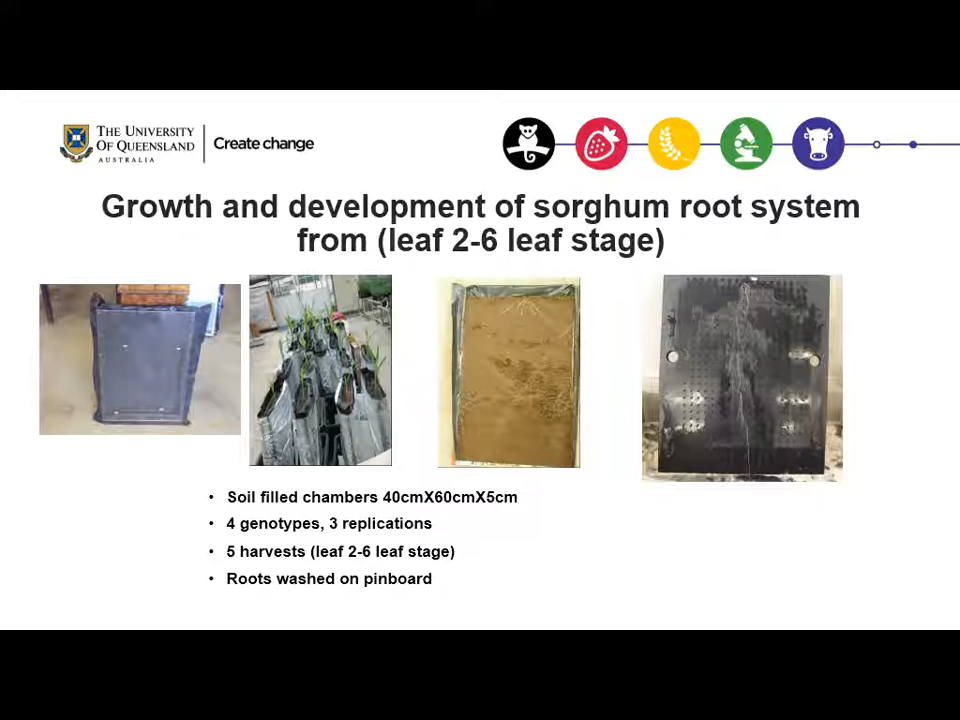 THE UNIVERSITY
OF QUEENSLAND
AUSTRALIA
Create change
Growth and development of sorghum root system
from (leaf 2-6 leaf stage)
• Soil filled chambers 40cmX60cmX5cm
• 4 genotypes, 3 replications
• 5 harvests (leaf 2-6 leaf stage)
• Roots washed on pinboard